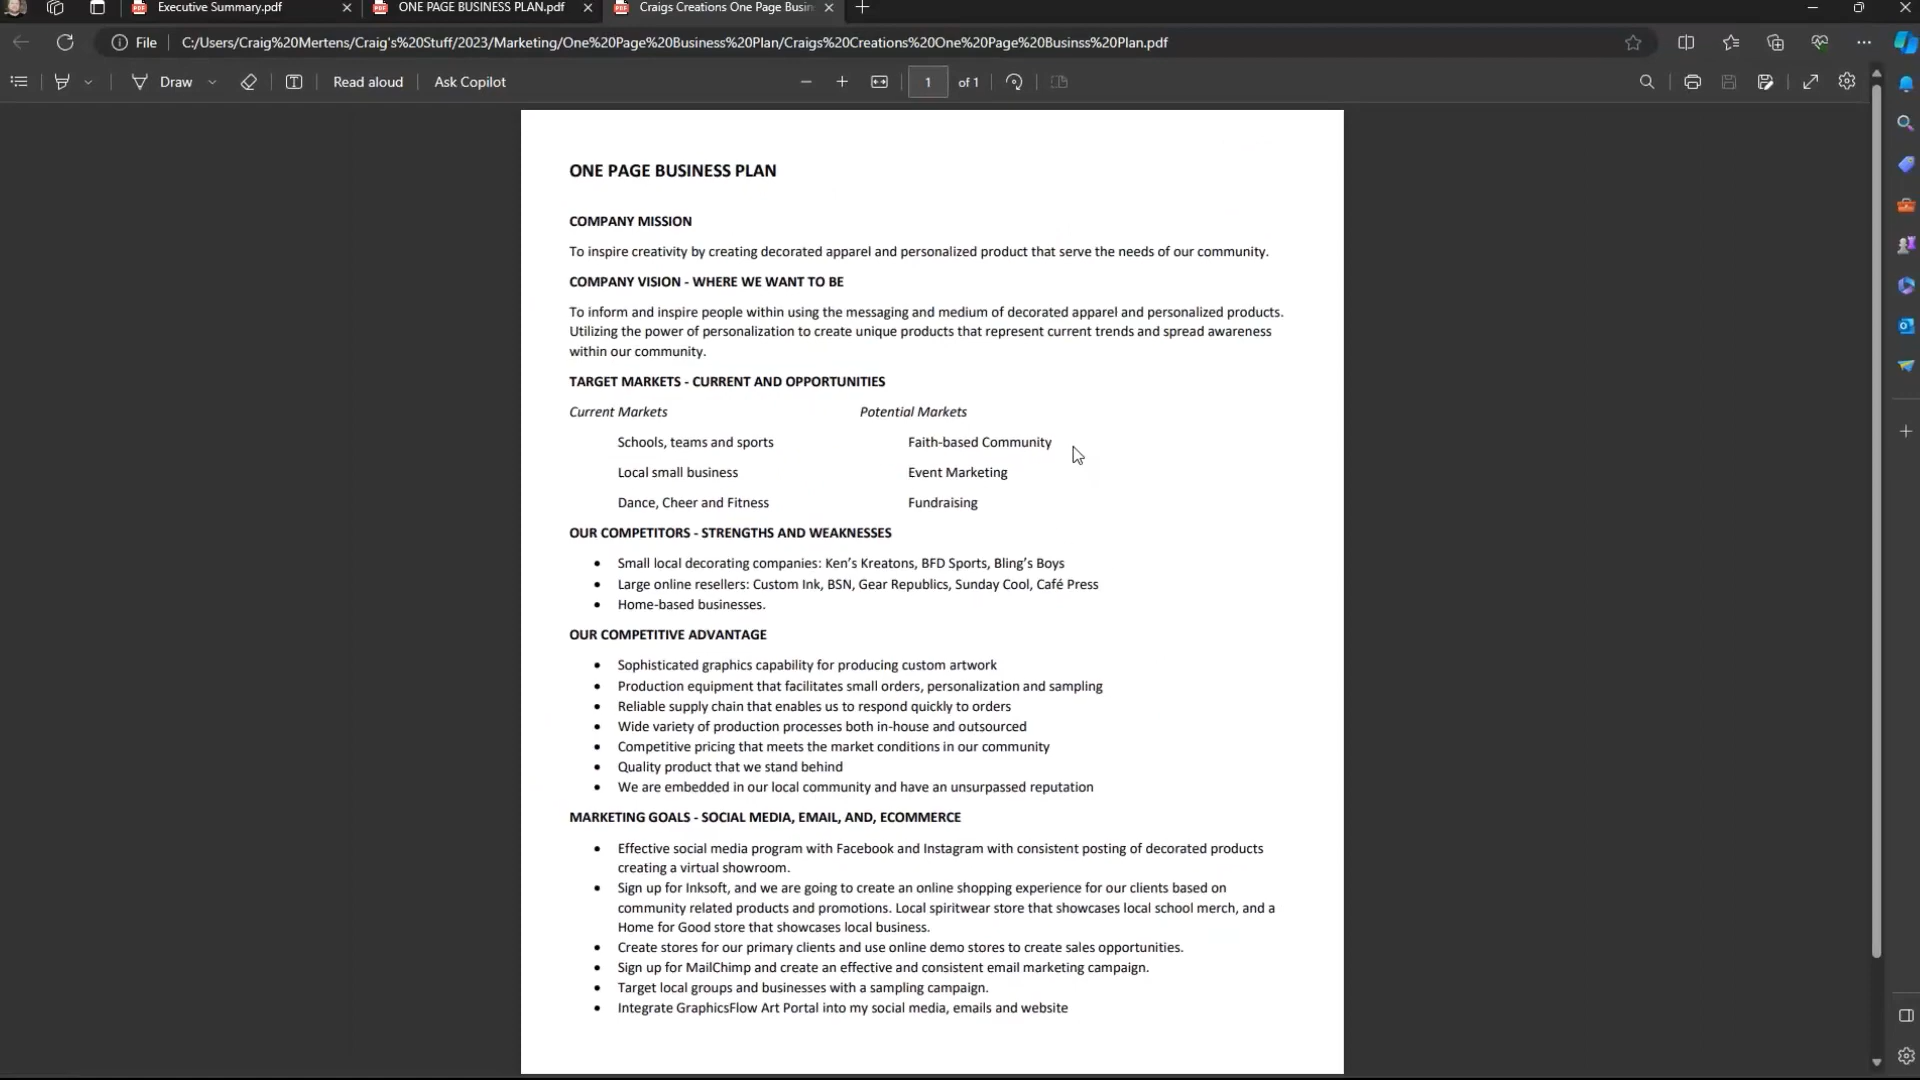 Executive Summary.pdf
ONE PAGE BUSINESS PLAN.pdf
Craigs Creations One Page Busin
File
C:/Users/Craig%20Mertens/Craig's%20Stuff/2023/Marketing/One%20Page%20Business%20Plan/Craigs%20Creations%20One%20Page%20Businss%20Plan.pdf
Draw
Read aloud
Ask Copilot
1 of 1
ONE PAGE BUSINESS PLAN
COMPANY MISSION
To inspire creativity by creating decorated apparel and personalized product that serve the needs of our community.
COMPANY VISION - WHERE WE WANT TO BE
To inform and inspire people within using the messaging and medium of decorated apparel and personalized products.
Utilizing the power of personalization to create unique products that represent current trends and spread awareness
within our community.
TARGET MARKETS - CURRENT AND OPPORTUNITIES
Current Markets Potential Markets
Schools, teams and sports Faith-based Community
Local small business Event Marketing
Dance, Cheer and Fitness Fundraising
OUR COMPETITORS - STRENGTHS AND WEAKNESSES
• Small local decorating companies: Ken's Kreatons, BFD Sports, Bling's Boys
• Large online resellers: Custom Ink, BSN, Gear Republics, Sunday Cool, Café Press
• Home-based businesses.
OUR COMPETITIVE ADVANTAGE
• Sophisticated graphics capability for producing custom artwork
• Production equipment that facilitates small orders, personalization and sampling
• Reliable supply chain that enables us to respond quickly to orders
• Wide variety of production processes both in-house and outsourced
• Competitive pricing that meets the market conditions in our community
• Quality product that we stand behind
• We are embedded in our local community and have an unsurpassed reputation
MARKETING GOALS - SOCIAL MEDIA, EMAIL, AND, ECOMMERCE
• Effective social media program with Facebook and Instagram with consistent posting of decorated products
creating a virtual showroom.
• Sign up for Inksoft, and we are going to create an online shopping experience for our clients based on
community related products and promotions. Local spiritwear store that showcases local school merch, and a
Home for Good store that showcases local business.
• Create stores for our primary clients and use online demo stores to create sales opportunities.
• Sign up for MailChimp and create an effective and consistent email marketing campaign.
• Target local groups and businesses with a sampling campaign.
• Integrate GraphicsFlow Art Portal into my social media, emails and website